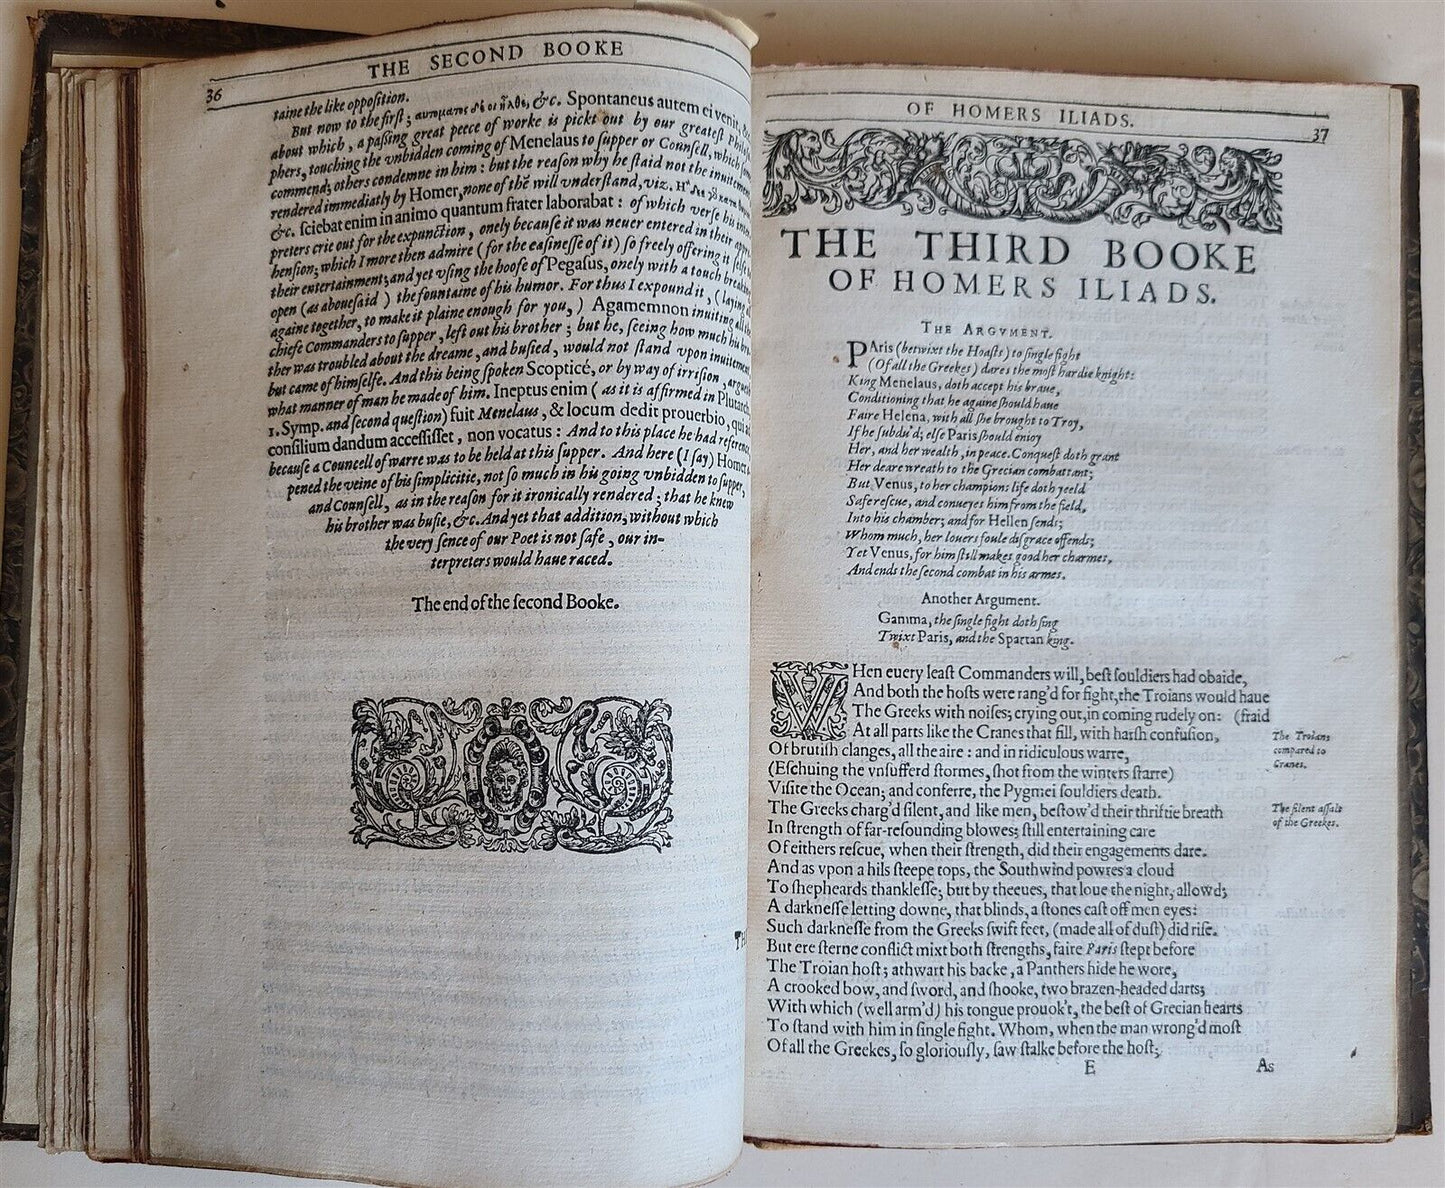 THE SECOND BOOKE
36
taine the like opposition.
But now to the first; αυτοματος δέ οι ἦλθε, &c. Spontaneus autem ei venit, &c.
about which, a passing great peece of worke is pickt out by our greatest Philoso
phers, touching the vnbidden coming of Menelaus to supper or Counsell, which some
commend; others condemne in him: but the reason why he staid not the inuitement
rendered immediatly by Homer, none of thẽ will vnderstand, viz.
&c. sciebat enim in animo quantum frater laborabat: of which verse his inter
preters crie out for the expunction, onely because it was neuer entered in their appre
hension; which I more then admire (for the easinesse of it) so freely offering it selfe to
their entertainment; and yet vsing the hoofe of Pegasus, onely with a touch breaking
open (as abouesaid) the fountaine of his humor. For thus I expound it, (laying all
againe together, to make it plaine enough for you,) Agamemnon inuiting all the
chiefe Commanders to supper, left out his brother; but he, seeing how much his bro
ther was troubled about the dreame, and busied, would not stand vpon inuitement,
but came of himselfe. And this being spoken Scopticé, or by way of irrision, argueth
what manner of man he made of him. Ineptus enim (as it is affirmed in Plutarch,
1. Symp. and second question) fuit Menelaus, & locum dedit prouerbio, qui ad
consilium dandum accessisset, non vocatus: And to this place he had reference,
because a Councell of warre was to be held at this supper. And here (I say) Homer
pened the veine of his simplicitie, not so much in his going vnbidden to supper,
and Counsell, as in the reason for it ironically rendered; that he knew
his brother was busie, &c. And yet that addition, without which
the very sence of our Poet is not safe, our in-
terpreters would haue raced.
The end of the second Booke.
TH
OF HOMERS ILIADS.
37
THE THIRD BOOKE
OF HOMERS ILIADS.
THE ARGVMENT.
PAris (betwixt the Hoasts) to single fight
(Of all the Greekes) dares the most hardie knight:
King Menelaus, doth accept his braue,
Conditioning that he againe should haue
Faire Helena, with all she brought to Troy,
If he subdu'd; else Paris should enioy
Her, and her wealth, in peace. Conquest doth grant
Her deare wreath to the Grecian combattant;
But Venus, to her champions life doth yeeld
Safe rescue, and conueyes him from the field,
Into his chamber; and for Hellen sends;
Whom much, her louers foule disgrace offends;
Yet Venus, for him still makes good her charmes,
And ends the second combat in his armes.
Another Argument.
Gamma, the single fight doth sing
Twixt Paris, and the Spartan king.
WHen euery least Commanders will, best souldiers had obaide,
And both the hosts were rang'd for fight, the Troians would haue
The Greeks with noises; crying out, in coming rudely on: (fraid
At all parts like the Cranes that fill, with harsh confusion,
Of brutish clanges, all the aire: and in ridiculous warre,
(Eschuing the vnsufferd stormes, shot from the winters starre)
Visite the Ocean; and conferre, the Pygmei souldiers death.
The Greeks charg'd silent, and like men, bestow'd their thriftie breath
In strength of far-resounding blowes; still entertaining care
Of eithers rescue, when their strength, did their engagements dare.
And as vpon a hils steepe tops, the Southwind powres a cloud
To shepheards thanklesse; but by theeues, that loue the night, allowd;
A darknesse letting downe, that blinds, a stones cast off men eyes:
Such darknesse from the Greeks swift feet, (made all of dust) did rise.
But ere sterne conflict mixt both strengths, faire Paris stept before
The Troian host; athwart his backe, a Panthers hide he wore,
A crooked bow, and sword, and shooke, two brazen-headed darts;
With which (well arm'd) his tongue prouok't, the best of Grecian hearts
To stand with him in single fight. Whom, when the man wrong'd most
Of all the Greekes, so gloriously, saw stalke before the host;
The Troians
compared to
Cranes.
The silent assalt
of the Greekes.
E
As